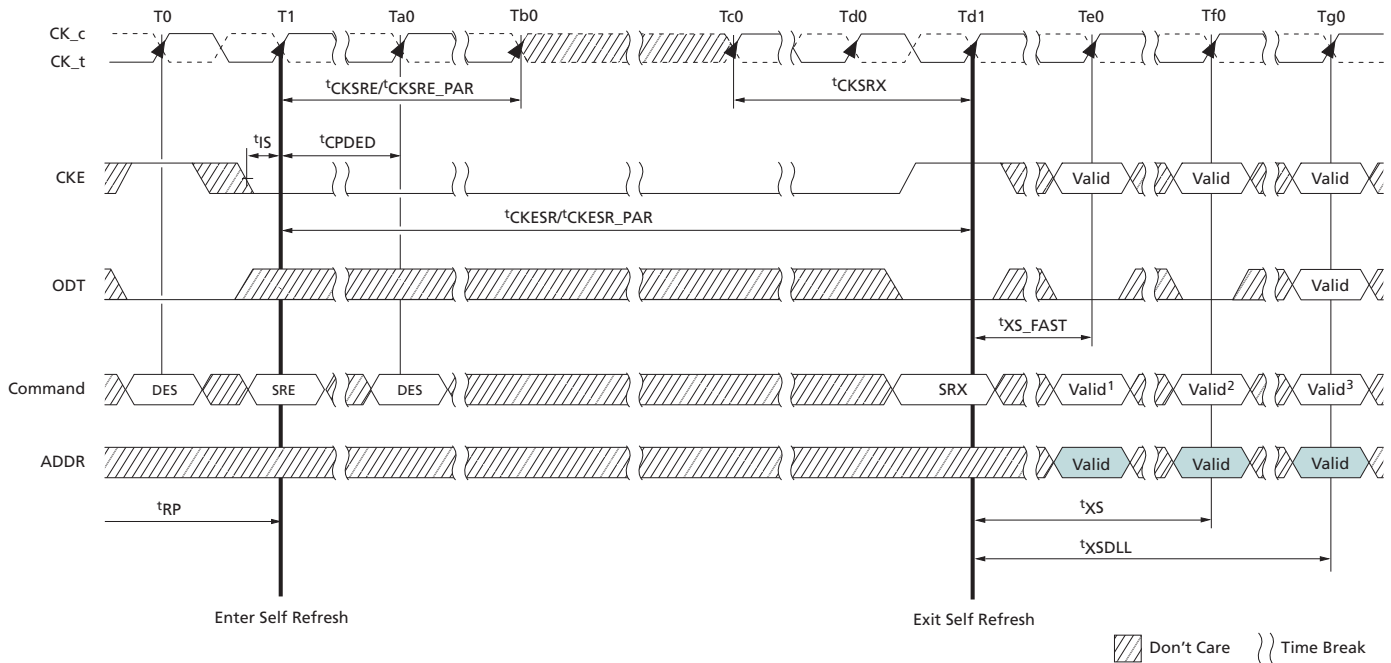 T0 T1 Ta0 Tb0 Tc0 Td0 Td1 Te0 Tf0 Tg0
CK_c
CK_t
tCKSRE/tCKSRE_PAR tCKSRX
tIS tCPDED
CKE Valid Valid Valid
tCKESR/tCKESR_PAR
ODT Valid
tXS_FAST
Command DES SRE DES SRX Valid1 Valid2 Valid3
ADDR Valid Valid Valid
tRP tXS
tXSDLL
Enter Self Refresh Exit Self Refresh
Don't Care Time Break